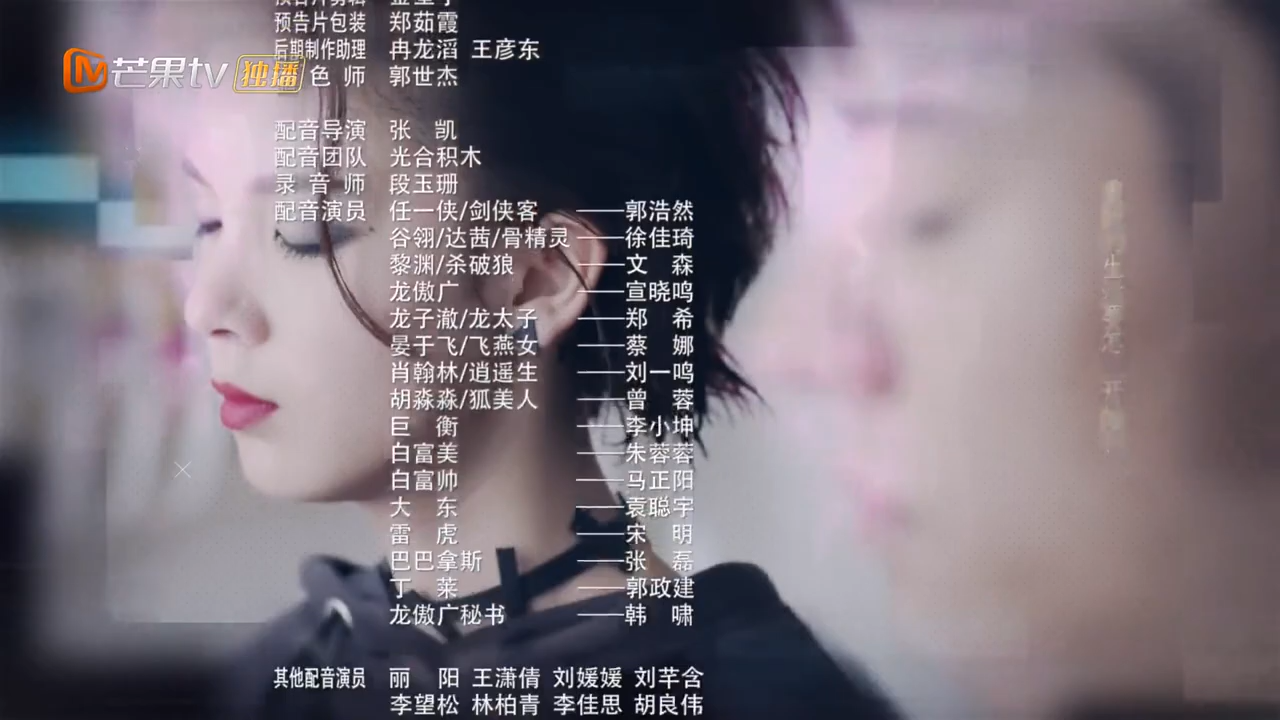 预告片包装 郑茹霞
后期制作助理 冉龙滔 王彦东
芒果tv 独播
色 师 郭世杰
配音导演 张 凯
配音团队 光合积木
录 音 师 段玉珊
配音演员 任一侠/剑侠客 ——郭浩然
谷翎/达茜/骨精灵 ——徐佳琦
黎渊/杀破狼 ——文 森
龙傲广 ——宣晓鸣
龙子澈/龙太子 ——郑 希
晏于飞/飞燕女 ——蔡 娜
肖翰林/逍遥生 ——刘一鸣
胡淼淼/狐美人 ——曾 蓉
巨 衡 ——李小坤
白富美 ——朱蓉蓉
白富帅 ——马正阳
大 东 ——袁聪宇
雷 虎 ——宋 明
巴巴拿斯 ——张 磊
丁 莱 ——郭政建
龙傲广秘书 ——韩 啸
其他配音演员 丽 阳 王潇倩 刘媛媛 刘芊含
李望松 林柏青 李佳思 胡良伟